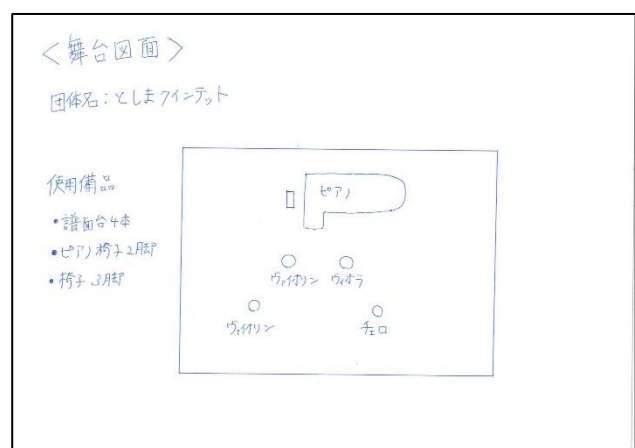 ＜舞台図面＞
団体名：としまクインテット
使用備品
・譜面台4本
・ピアノ椅子2脚
・椅子3脚
ピアノ
ヴァイオリン
ヴィオラ
ヴァイオリン
チェロ